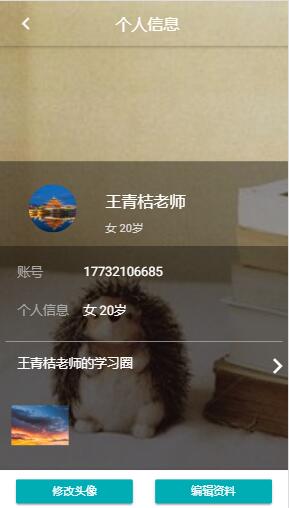 个人信息
王青桔老师
女 20岁
账号 17732106685
个人信息 女 20岁
王青桔老师的学习圈
修改头像 编辑资料